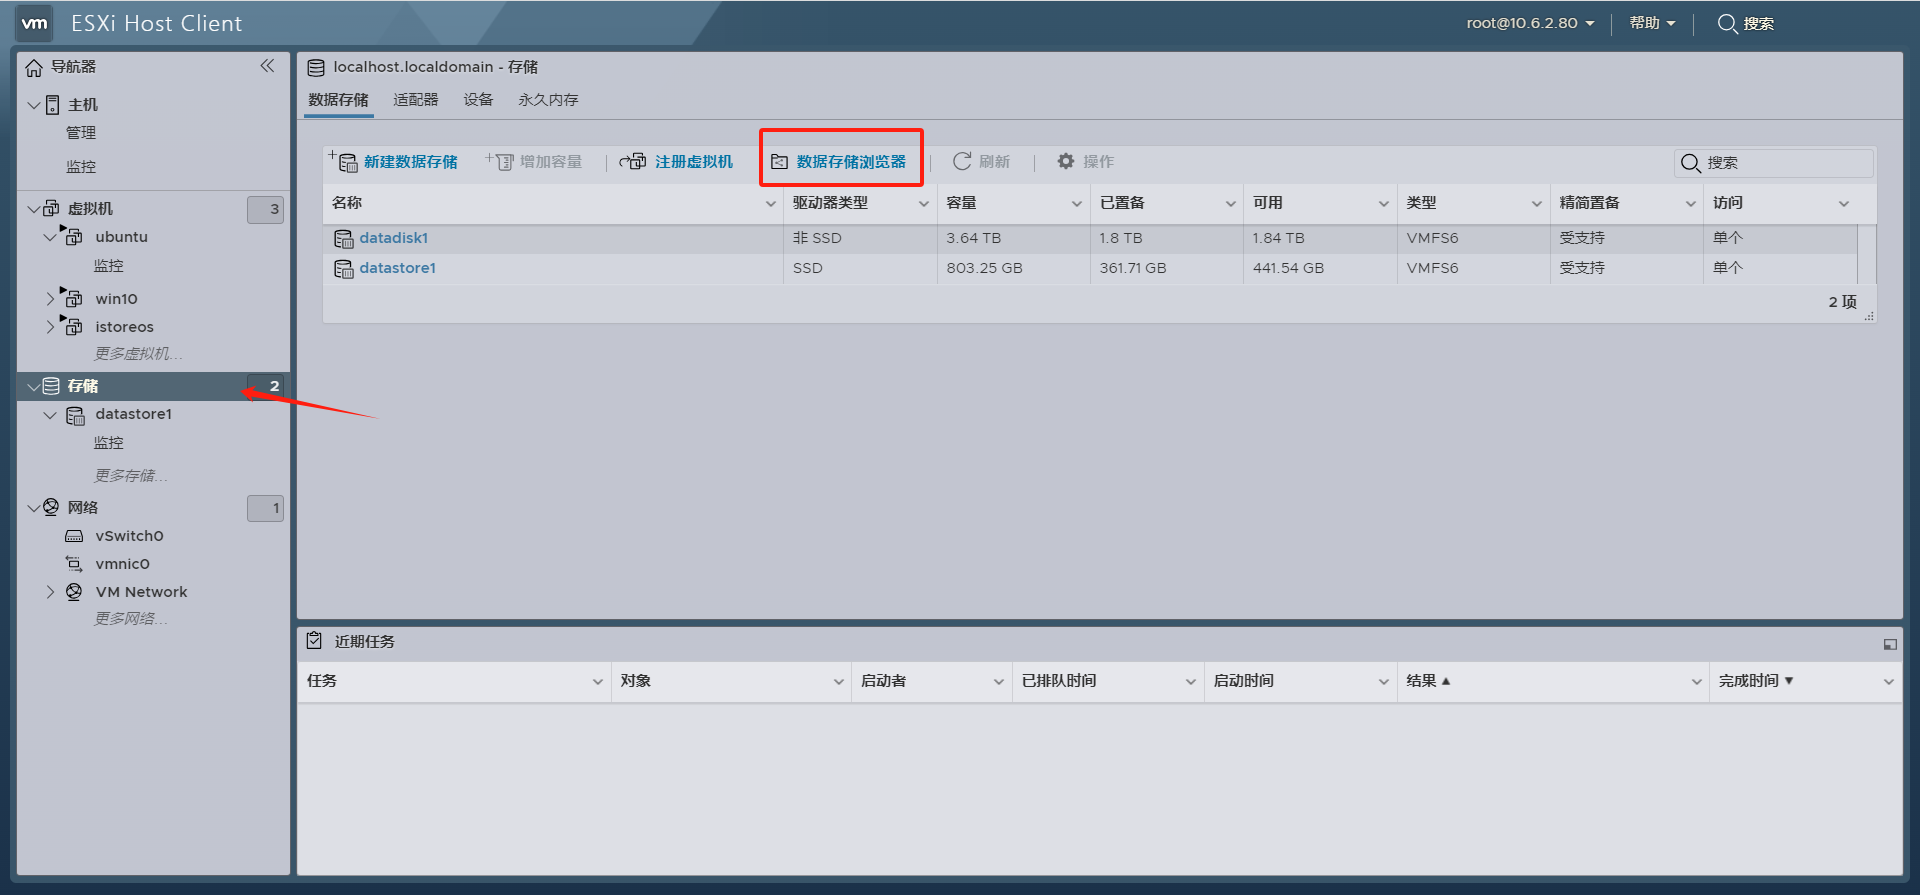 vm ESXi Host Client
root@10.6.2.80 帮助 搜索
导航器
主机
管理
监控
虚拟机 3
ubuntu
监控
win10
istoreos
更多虚拟机...
存储 2
datastore1
监控
更多存储...
网络 1
vSwitch0
vmnic0
VM Network
更多网络...
localhost.localdomain - 存储
数据存储 适配器 设备 永久内存
新建数据存储 增加容量 注册虚拟机 数据存储浏览器 刷新 操作 搜索
名称 驱动器类型 容量 已置备 可用 类型 精简置备 访问
datadisk1 非 SSD 3.64 TB 1.8 TB 1.84 TB VMFS6 受支持 单个
datastore1 SSD 803.25 GB 361.71 GB 441.54 GB VMFS6 受支持 单个
2 项
近期任务
任务 对象 启动者 已排队时间 启动时间 结果 ▲ 完成时间 ▼